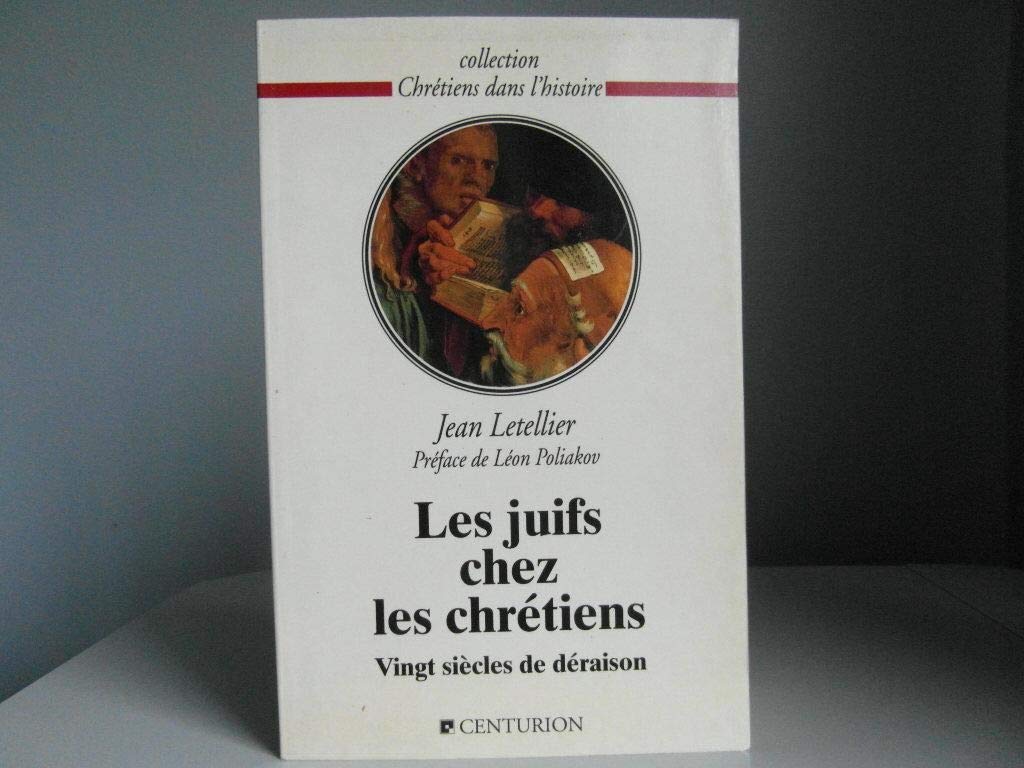 collection
Chrétiens dans l'histoire
Jean Letellier
Préface de Léon Poliakov
Les juifs
chez
les chrétiens
Vingt siècles de déraison
CENTURION